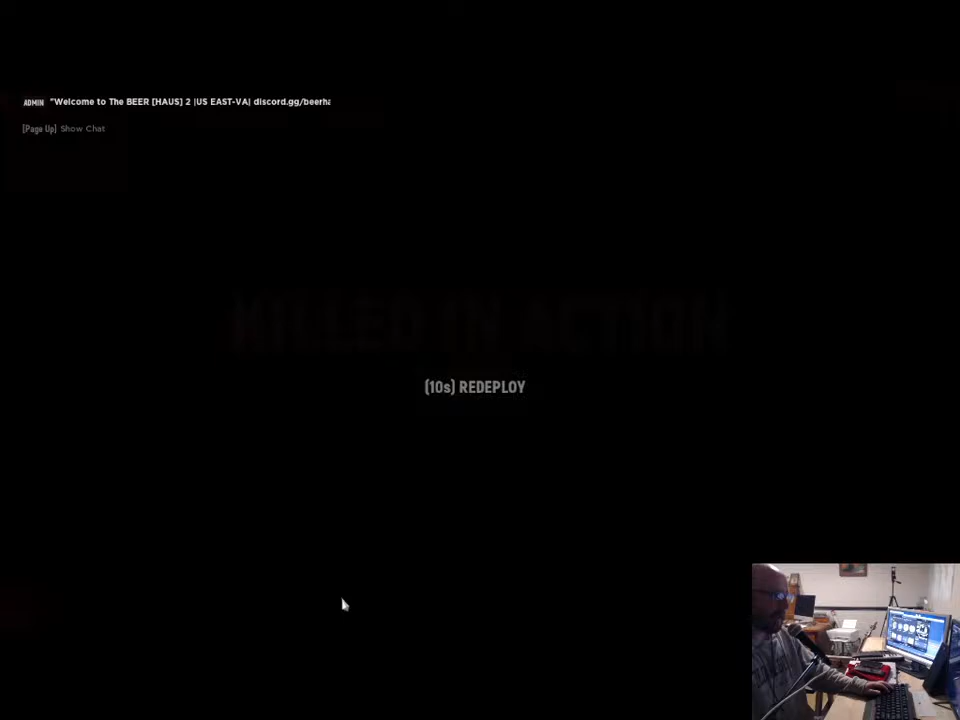 ADMIN "Welcome to The BEER [HAUS] 2 |US EAST-VA| discord.gg/beerha
[Page Up] Show Chat
KILLED IN ACTION
(10s) REDEPLOY